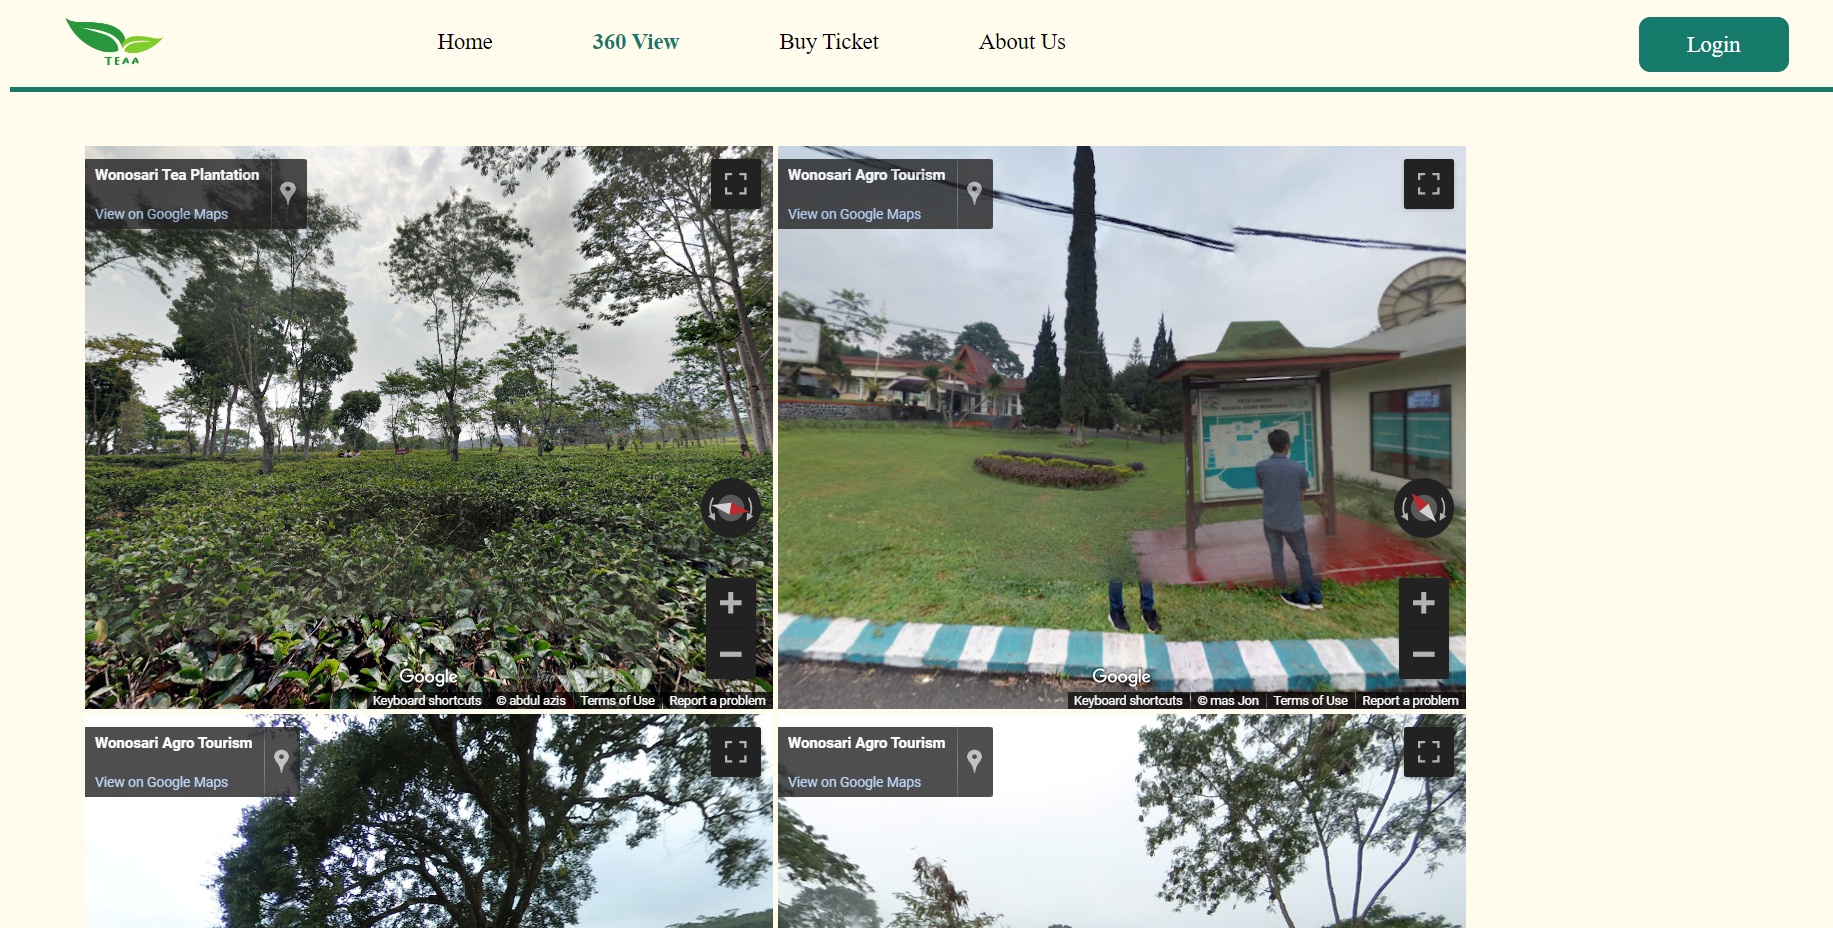 TEAA
Home
360 View
Buy Ticket
About Us
Login
Wonosari Tea Plantation
View on Google Maps
Wonosari Agro Tourism
View on Google Maps
Google
Keyboard shortcuts
© abdul azis
Terms of Use
Report a problem
Google
Keyboard shortcuts
© mas Jon
Terms of Use
Report a problem
Wonosari Agro Tourism
View on Google Maps
Wonosari Agro Tourism
View on Google Maps